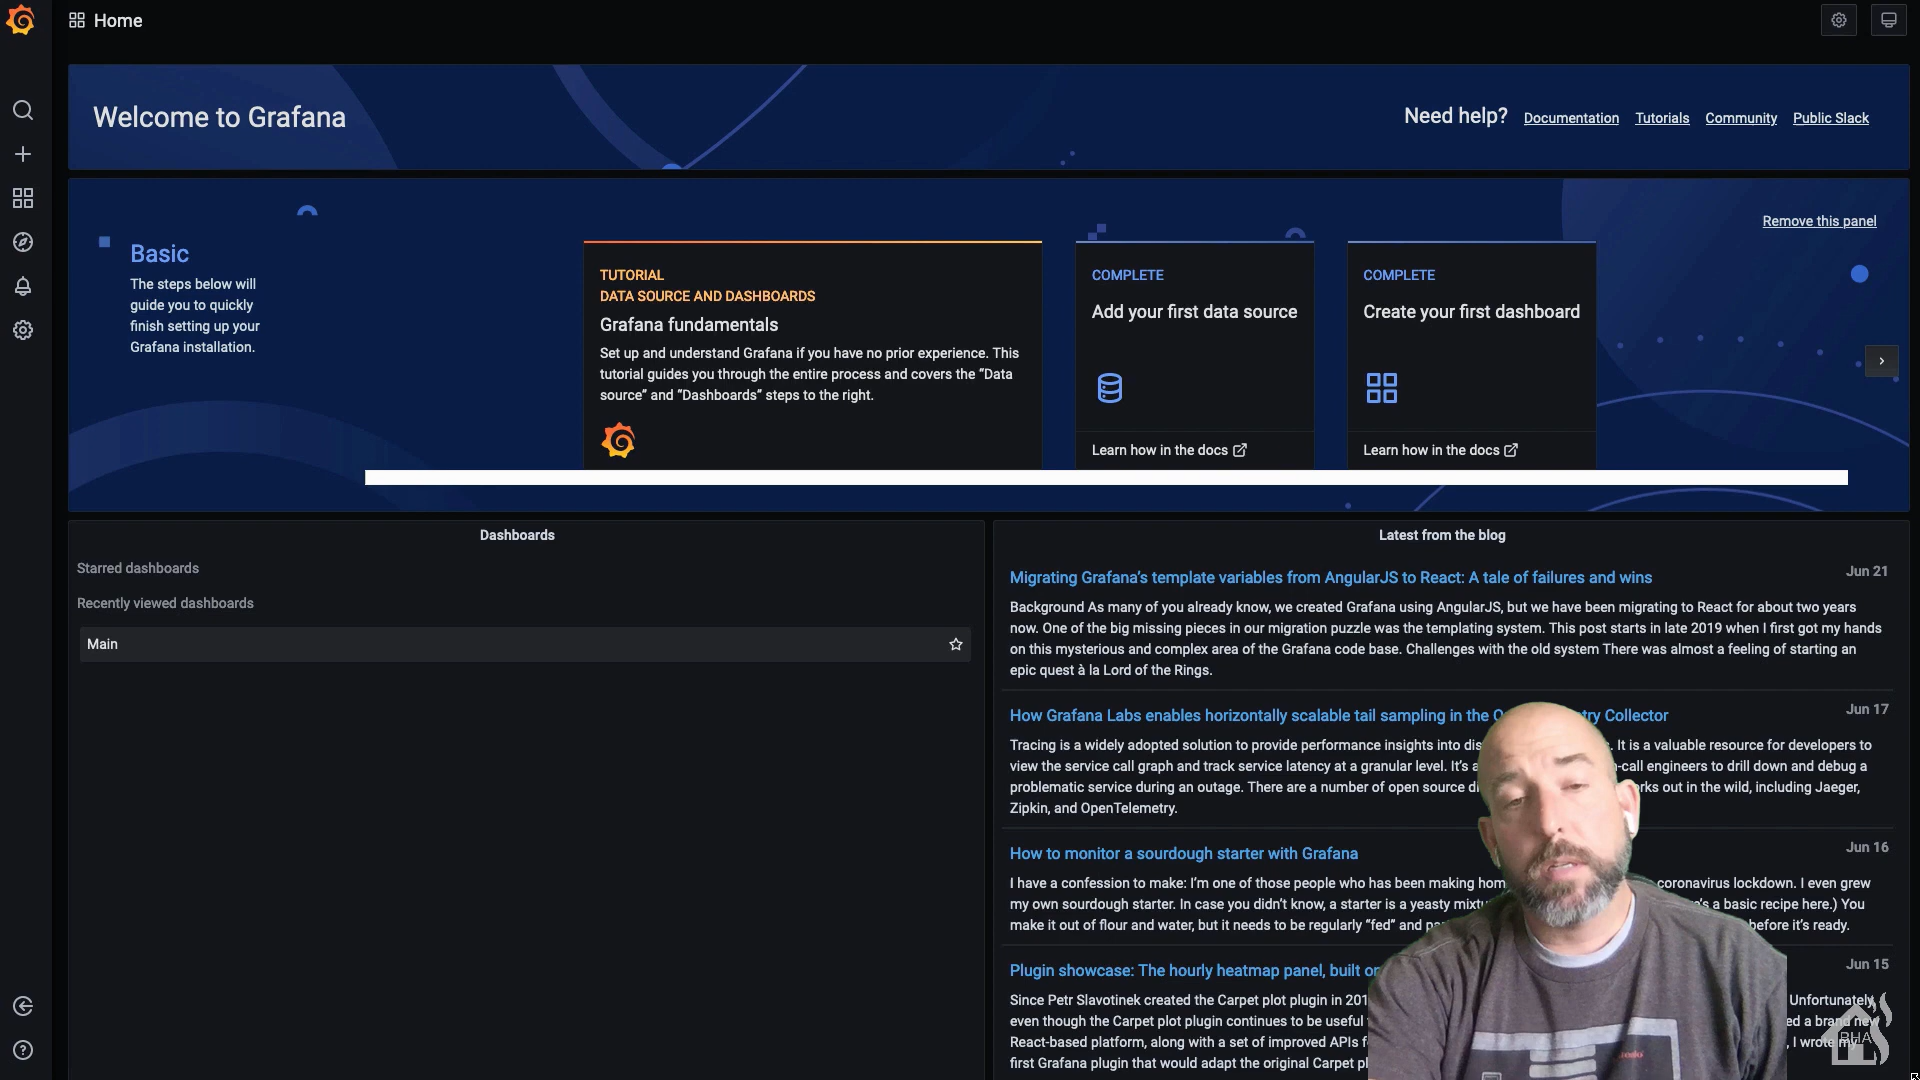 Home
Welcome to Grafana
Need help? Documentation Tutorials Community Public Slack
Remove this panel
Basic
The steps below will
guide you to quickly
finish setting up your
Grafana installation.
TUTORIAL
DATA SOURCE AND DASHBOARDS
Grafana fundamentals
Set up and understand Grafana if you have no prior experience. This
tutorial guides you through the entire process and covers the “Data
source” and “Dashboards” steps to the right.
COMPLETE
Add your first data source
Learn how in the docs
COMPLETE
Create your first dashboard
Learn how in the docs
Dashboards
Starred dashboards
Recently viewed dashboards
Main
Latest from the blog
Migrating Grafana’s template variables from AngularJS to React: A tale of failures and wins
Jun 21
Background As many of you already know, we created Grafana using AngularJS, but we have been migrating to React for about two years
now. One of the big missing pieces in our migration puzzle was the templating system. This post starts in late 2019 when I first got my hands
on this mysterious and complex area of the Grafana code base. Challenges with the old system There was almost a feeling of starting an
epic quest à la Lord of the Rings.
How Grafana Labs enables horizontally scalable tail sampling in the Collector
Jun 17
Tracing is a widely adopted solution to provide performance insights into It is a valuable resource for developers to
view the service call graph and track service latency at a granular level. It’s engineers to drill down and debug a
problematic service during an outage. There are a number of open source out in the wild, including Jaeger,
Zipkin, and OpenTelemetry.
How to monitor a sourdough starter with Grafana
Jun 16
I have a confession to make: I’m one of those people who has been making coronavirus lockdown. I even grew
my own sourdough starter. In case you didn’t know, a starter is a yeasty a basic recipe here.) You
make it out of flour and water, but it needs to be regularly “fed” and before it’s ready.
Plugin showcase: The hourly heatmap panel, built
Jun 15
Since Petr Slavotinek created the Carpet plot plugin in Unfortunately,
even though the Carpet plot plugin continues to be useful a brand new
React-based platform, along with a set of improved APIs I wrote my
first Grafana plugin that would adapt the original Carpet
BHA